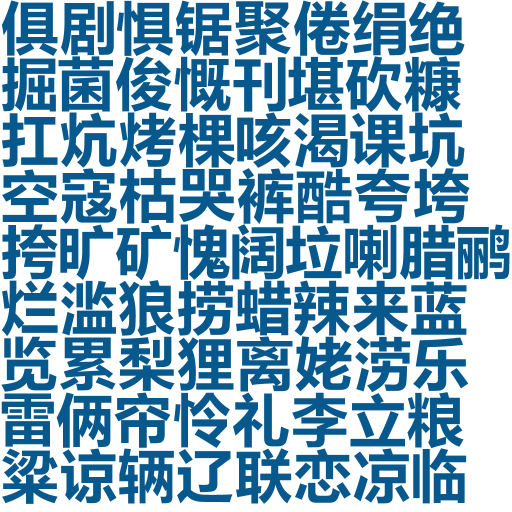 俱剧惧锯聚倦绢绝
掘菌俊慨刊堪砍糠
扛炕烤棵咳渴课坑
空寇枯哭裤酷夸垮
挎旷矿愧阔垃喇腊鹂
烂滥狼捞蜡辣来蓝
览累梨狸离姥涝乐
雷俩帘怜礼李立粮
粱谅辆辽联恋凉临